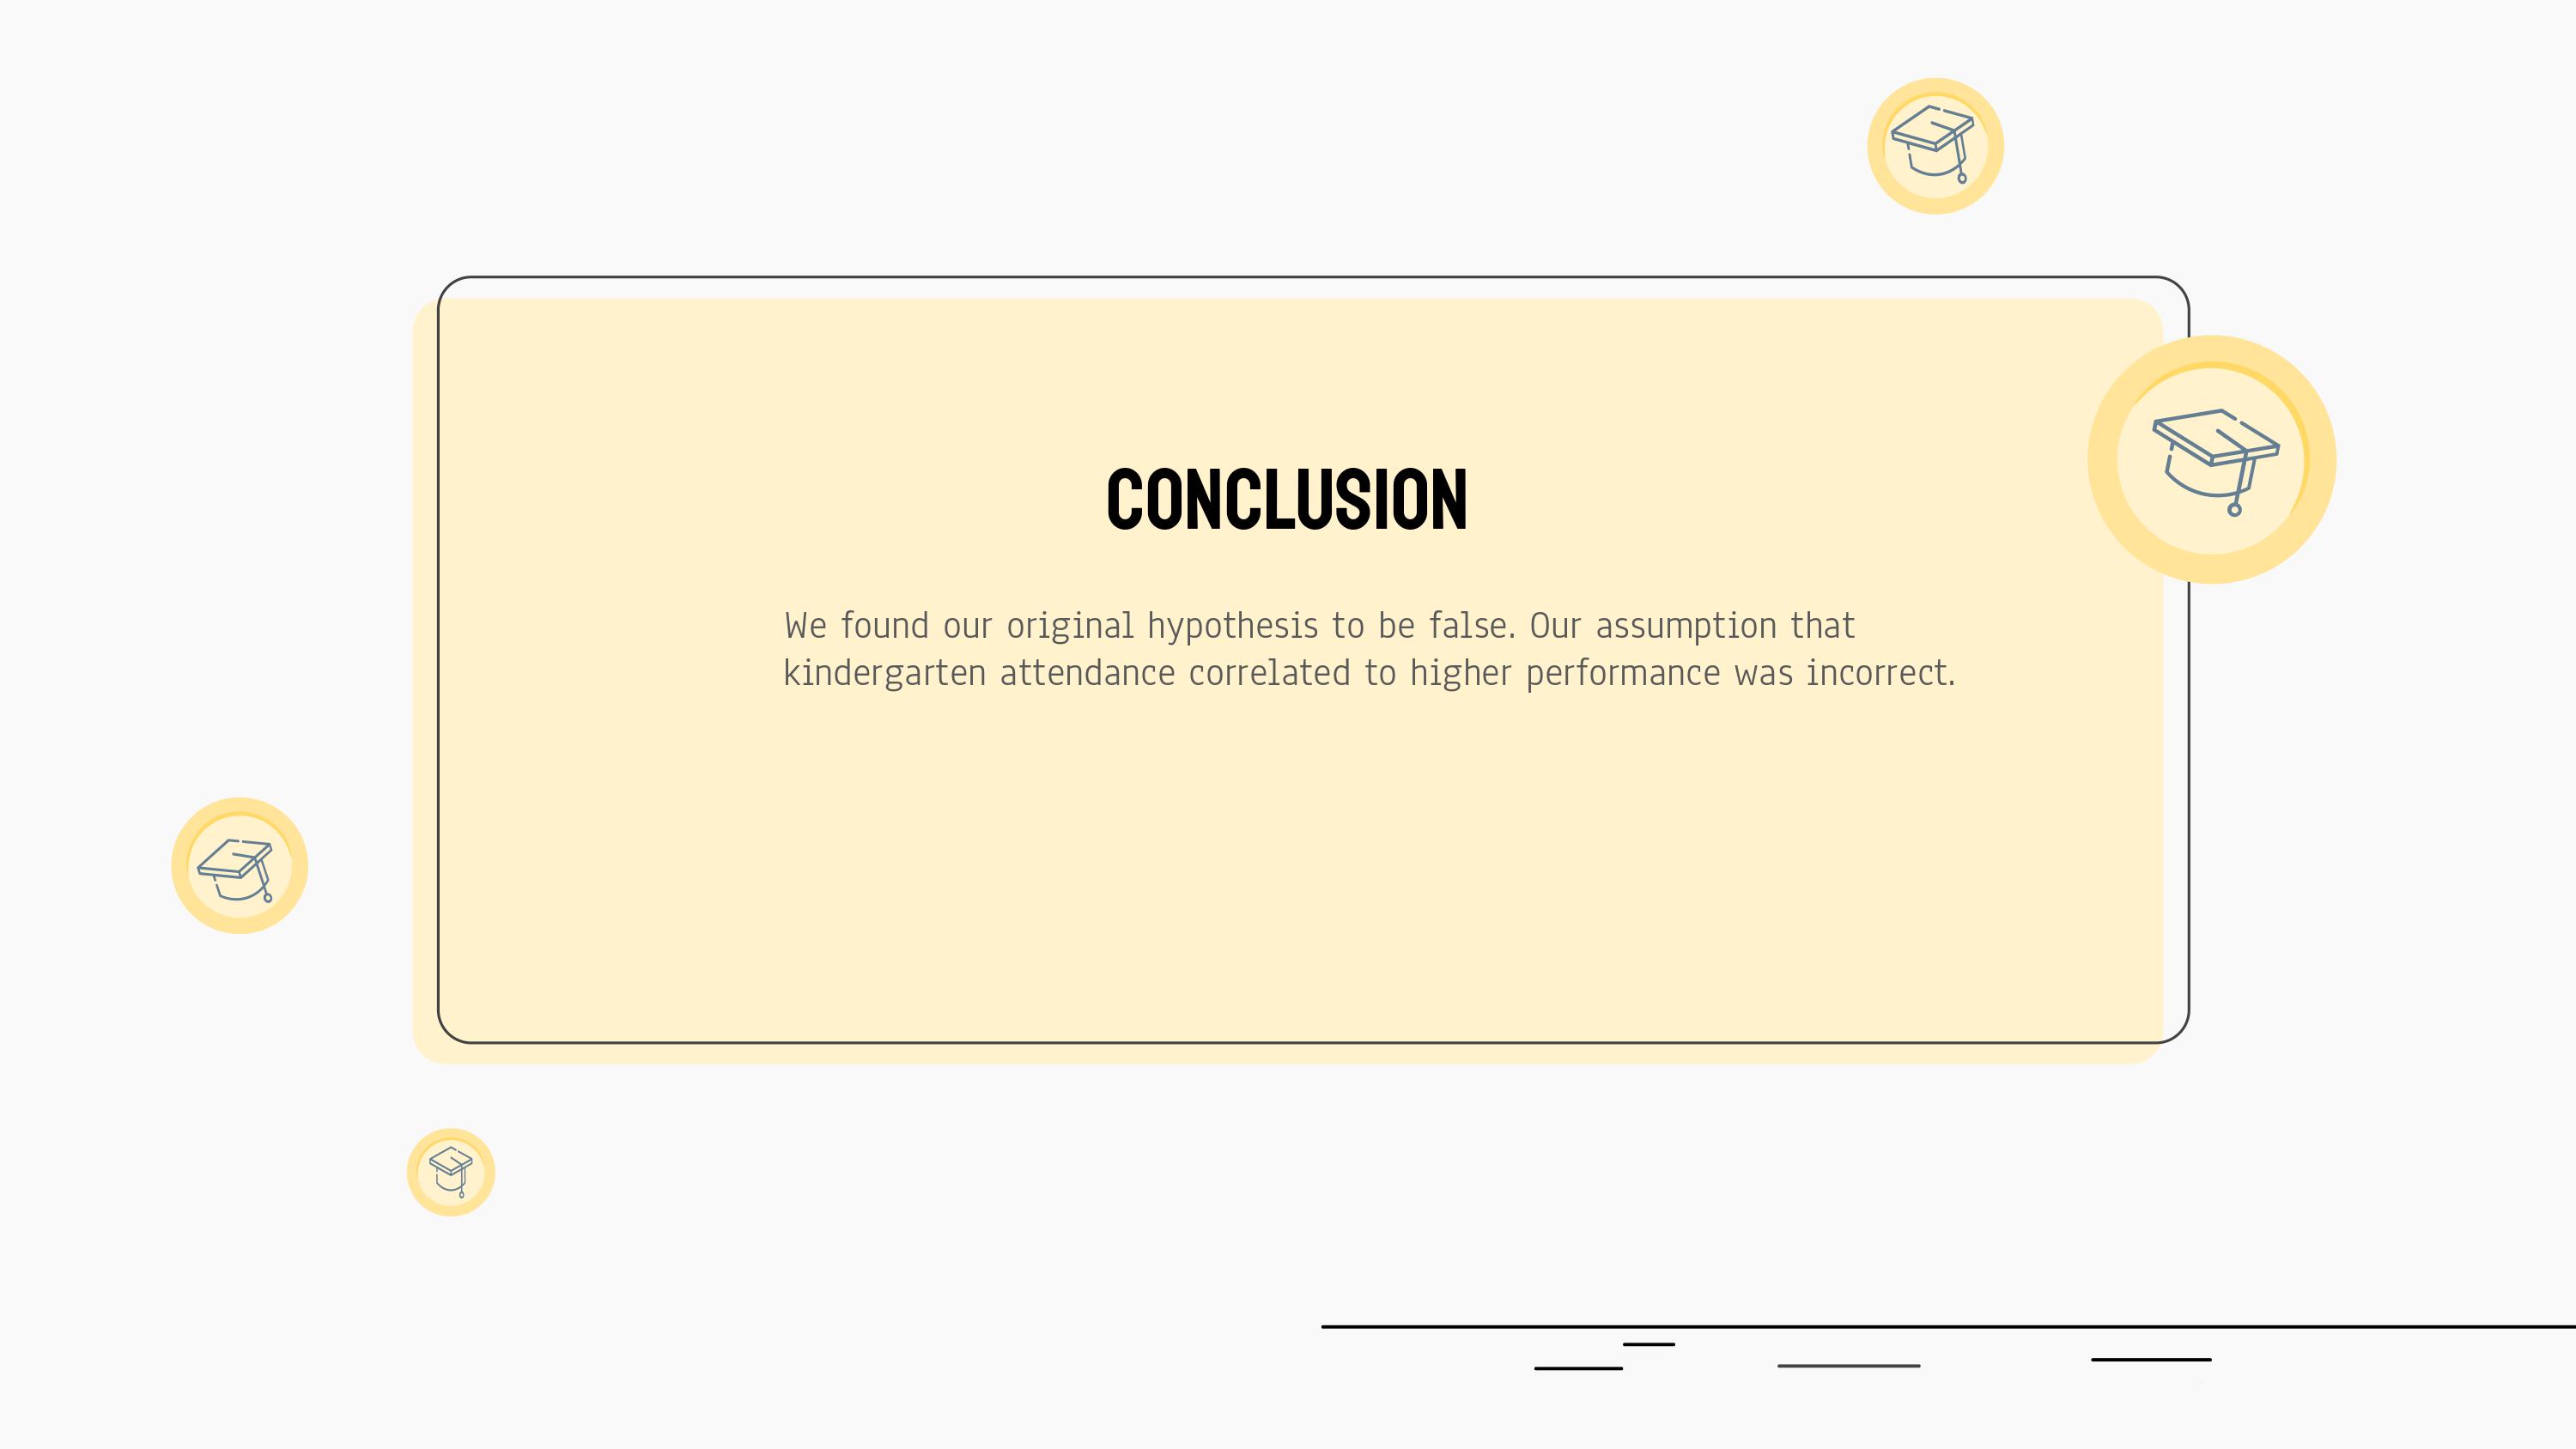 CONCLUSION
We found our original hypothesis to be false. Our assumption that
kindergarten attendance correlated to higher performance was incorrect.